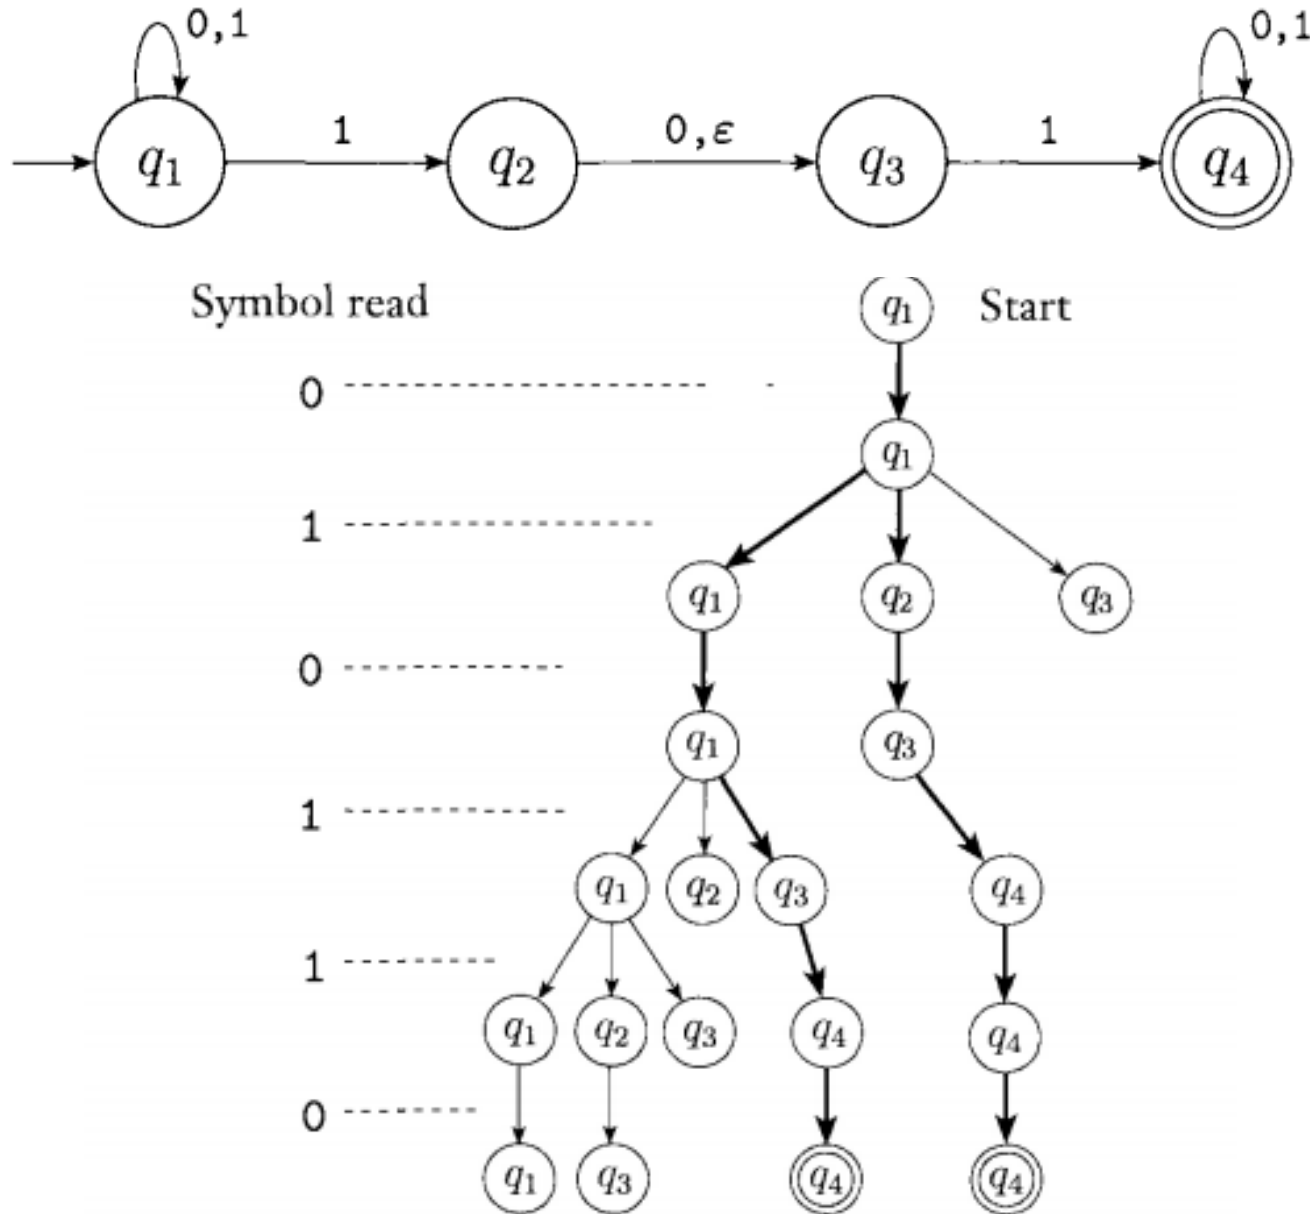 0,1 0,1
q₁ 1 q₂ 0,ε q₃ 1 q₄
Symbol read q₁ Start
0
q₁
1
q₁ q₂ q₃
0
q₁ q₃
1
q₁ q₂ q₃ q₄
1
q₁ q₂ q₃ q₄ q₄
0
q₁ q₃ q₄ q₄